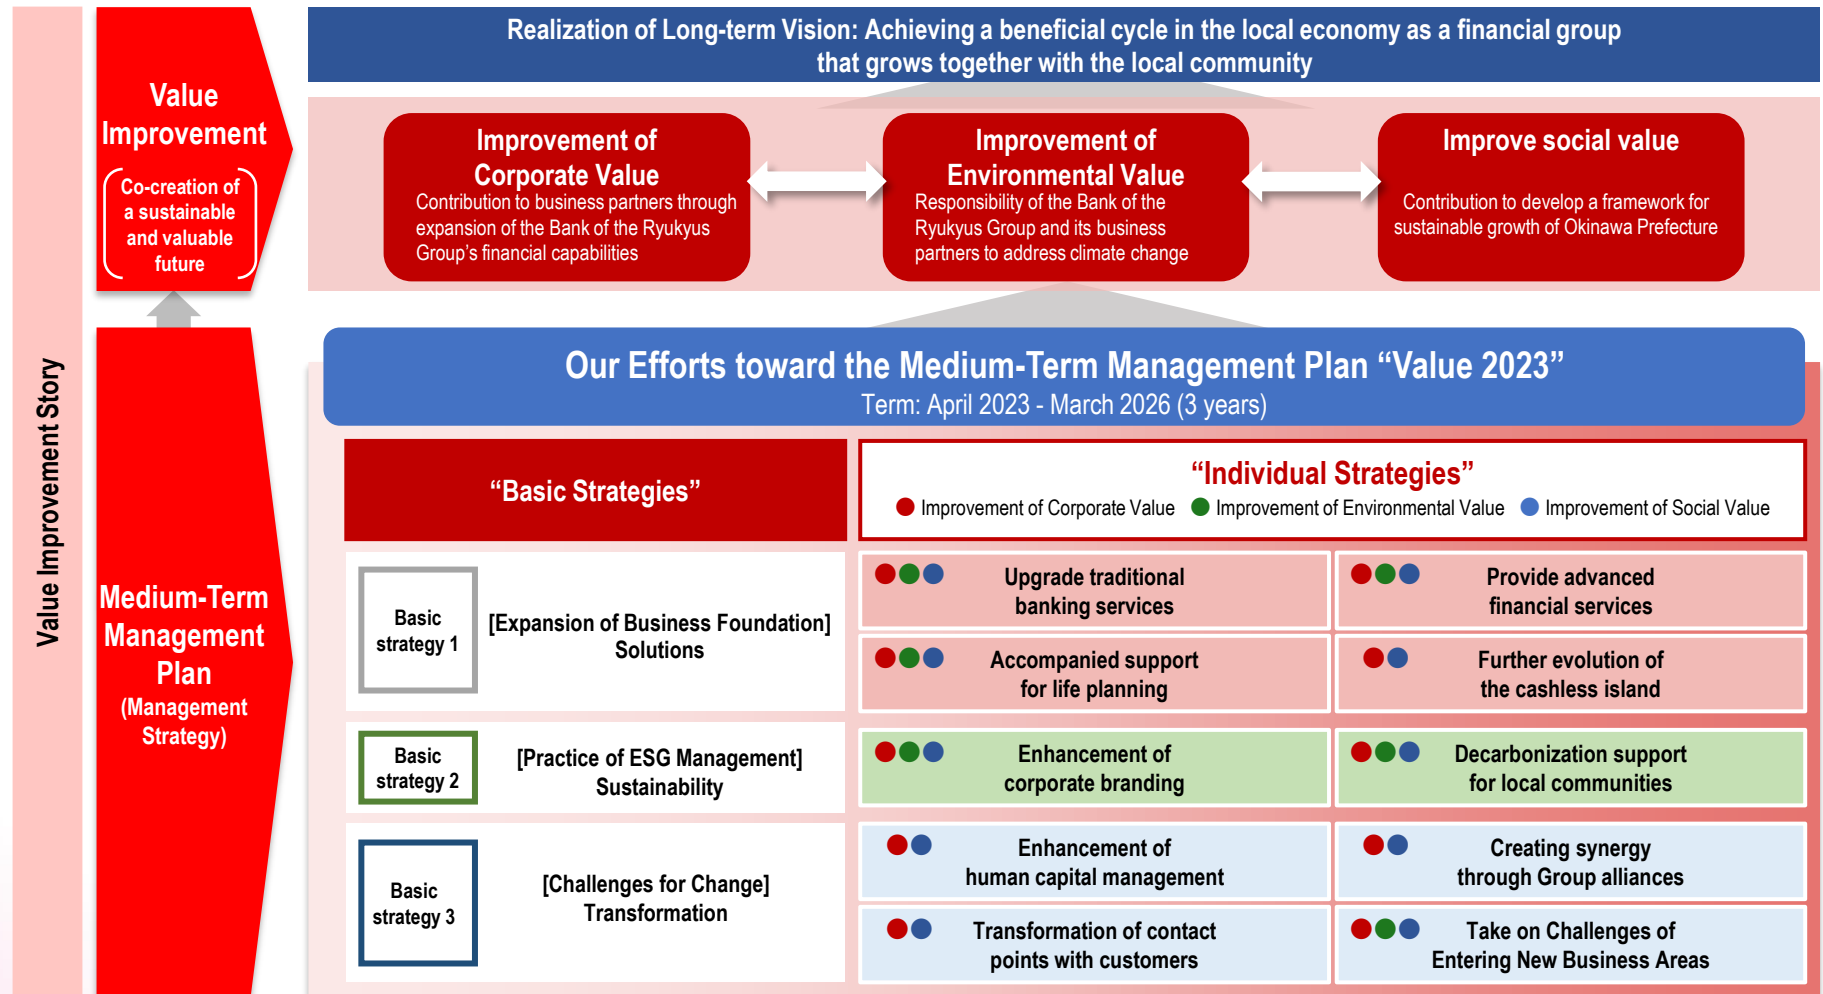 Value Improvement Story
Value
Improvement
Co-creation of
a sustainable
and valuable
future
Medium-Term
Management
Plan
(Management
Strategy)
Realization of Long-term Vision: Achieving a beneficial cycle in the local economy as a financial group
that grows together with the local community
Improvement of
Corporate Value
Contribution to business partners through
expansion of the Bank of the Ryukyus
Group’s financial capabilities
Improvement of
Environmental Value
Responsibility of the Bank of the
Ryukyus Group and its business
partners to address climate change
Improve social value
Contribution to develop a framework for
sustainable growth of Okinawa Prefecture
Our Efforts toward the Medium-Term Management Plan “Value 2023”
Term: April 2023 - March 2026 (3 years)
“Basic Strategies”
“Individual Strategies”
Improvement of Corporate Value Improvement of Environmental Value Improvement of Social Value
Basic
strategy 1
[Expansion of Business Foundation]
Solutions
Upgrade traditional
banking services
Provide advanced
financial services
Accompanied support
for life planning
Further evolution of
the cashless island
Basic
strategy 2
[Practice of ESG Management]
Sustainability
Enhancement of
corporate branding
Decarbonization support
for local communities
Basic
strategy 3
[Challenges for Change]
Transformation
Enhancement of
human capital management
Creating synergy
through Group alliances
Transformation of contact
points with customers
Take on Challenges of
Entering New Business Areas